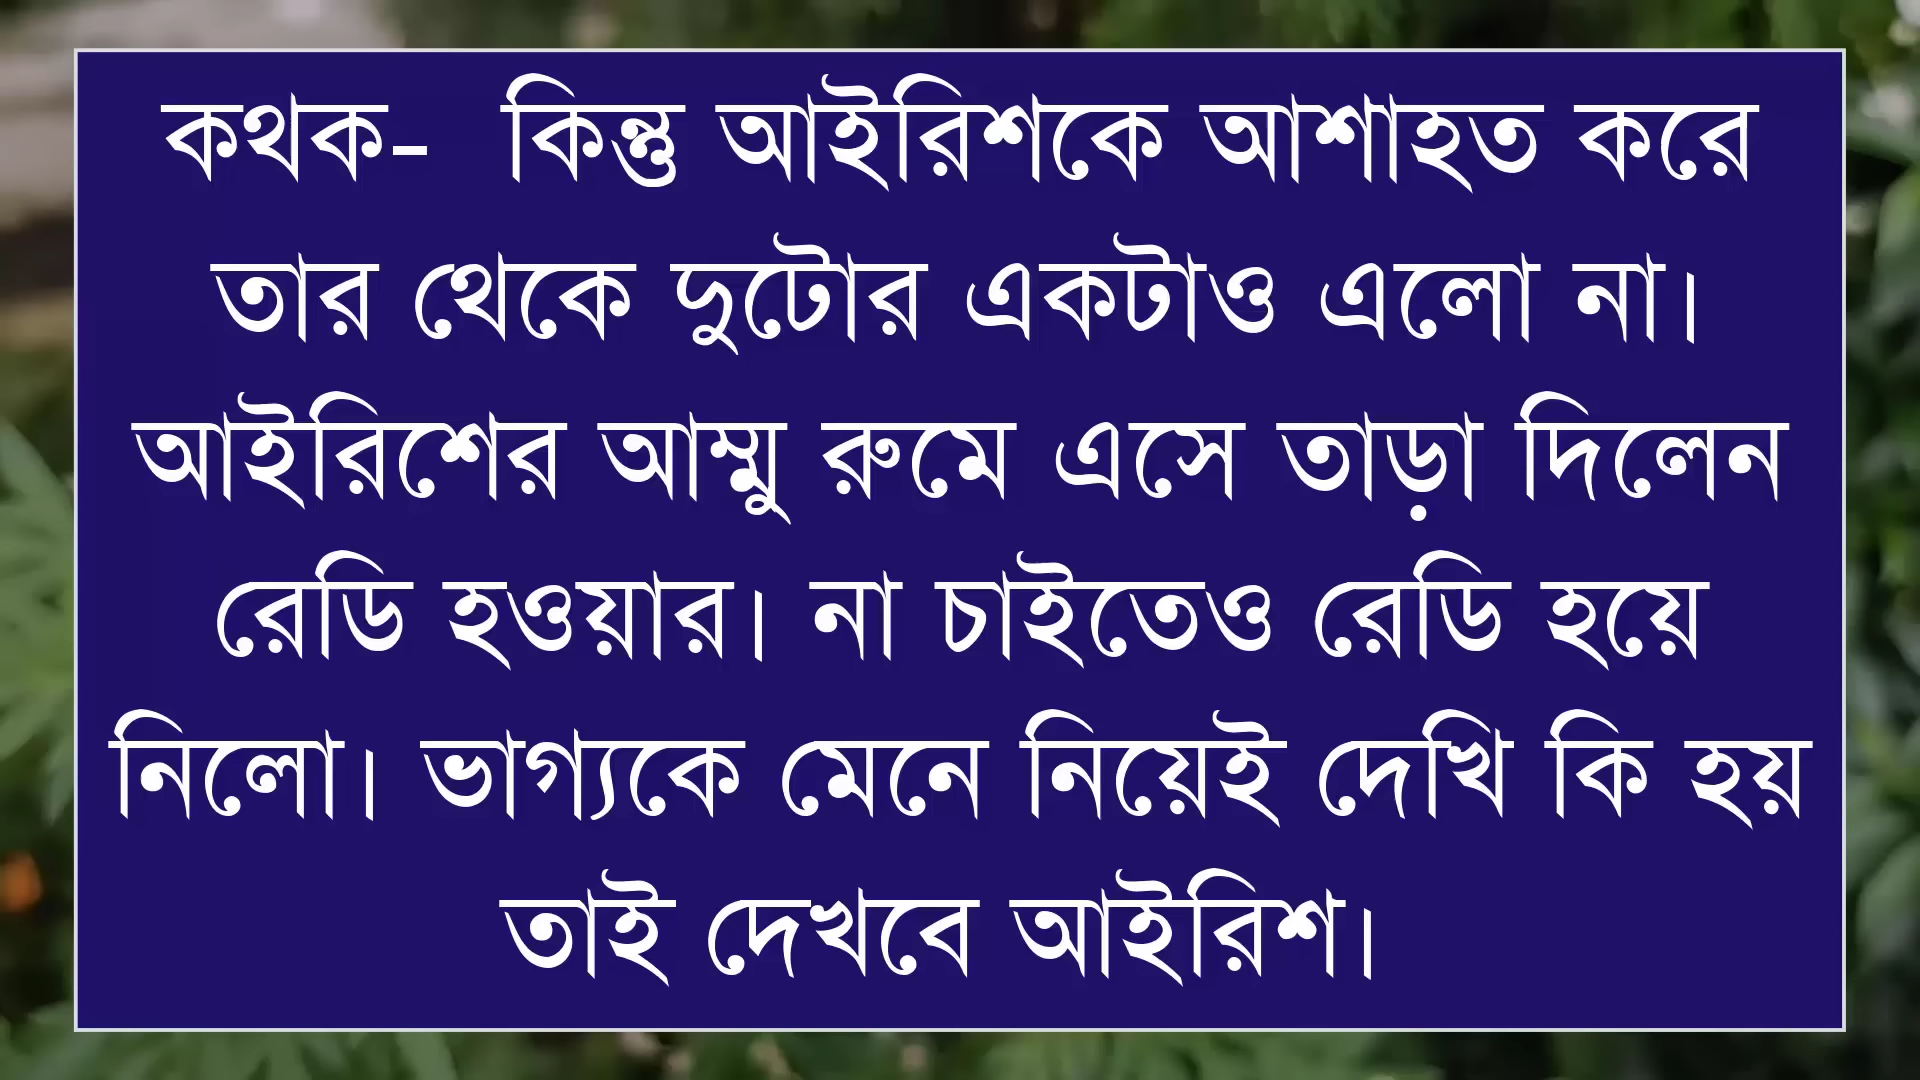 কথক- কিন্তু আইরিশকে আশাহত করে
তার থেকে দুটোর একটাও এলো না।
আইরিশের আম্মু রুমে এসে তাড়া দিলেন
রেডি হওয়ার। না চাইতেও রেডি হয়ে
নিলো। ভাগ্যকে মেনে নিয়েই দেখি কি হয়
তাই দেখবে আইরিশ।